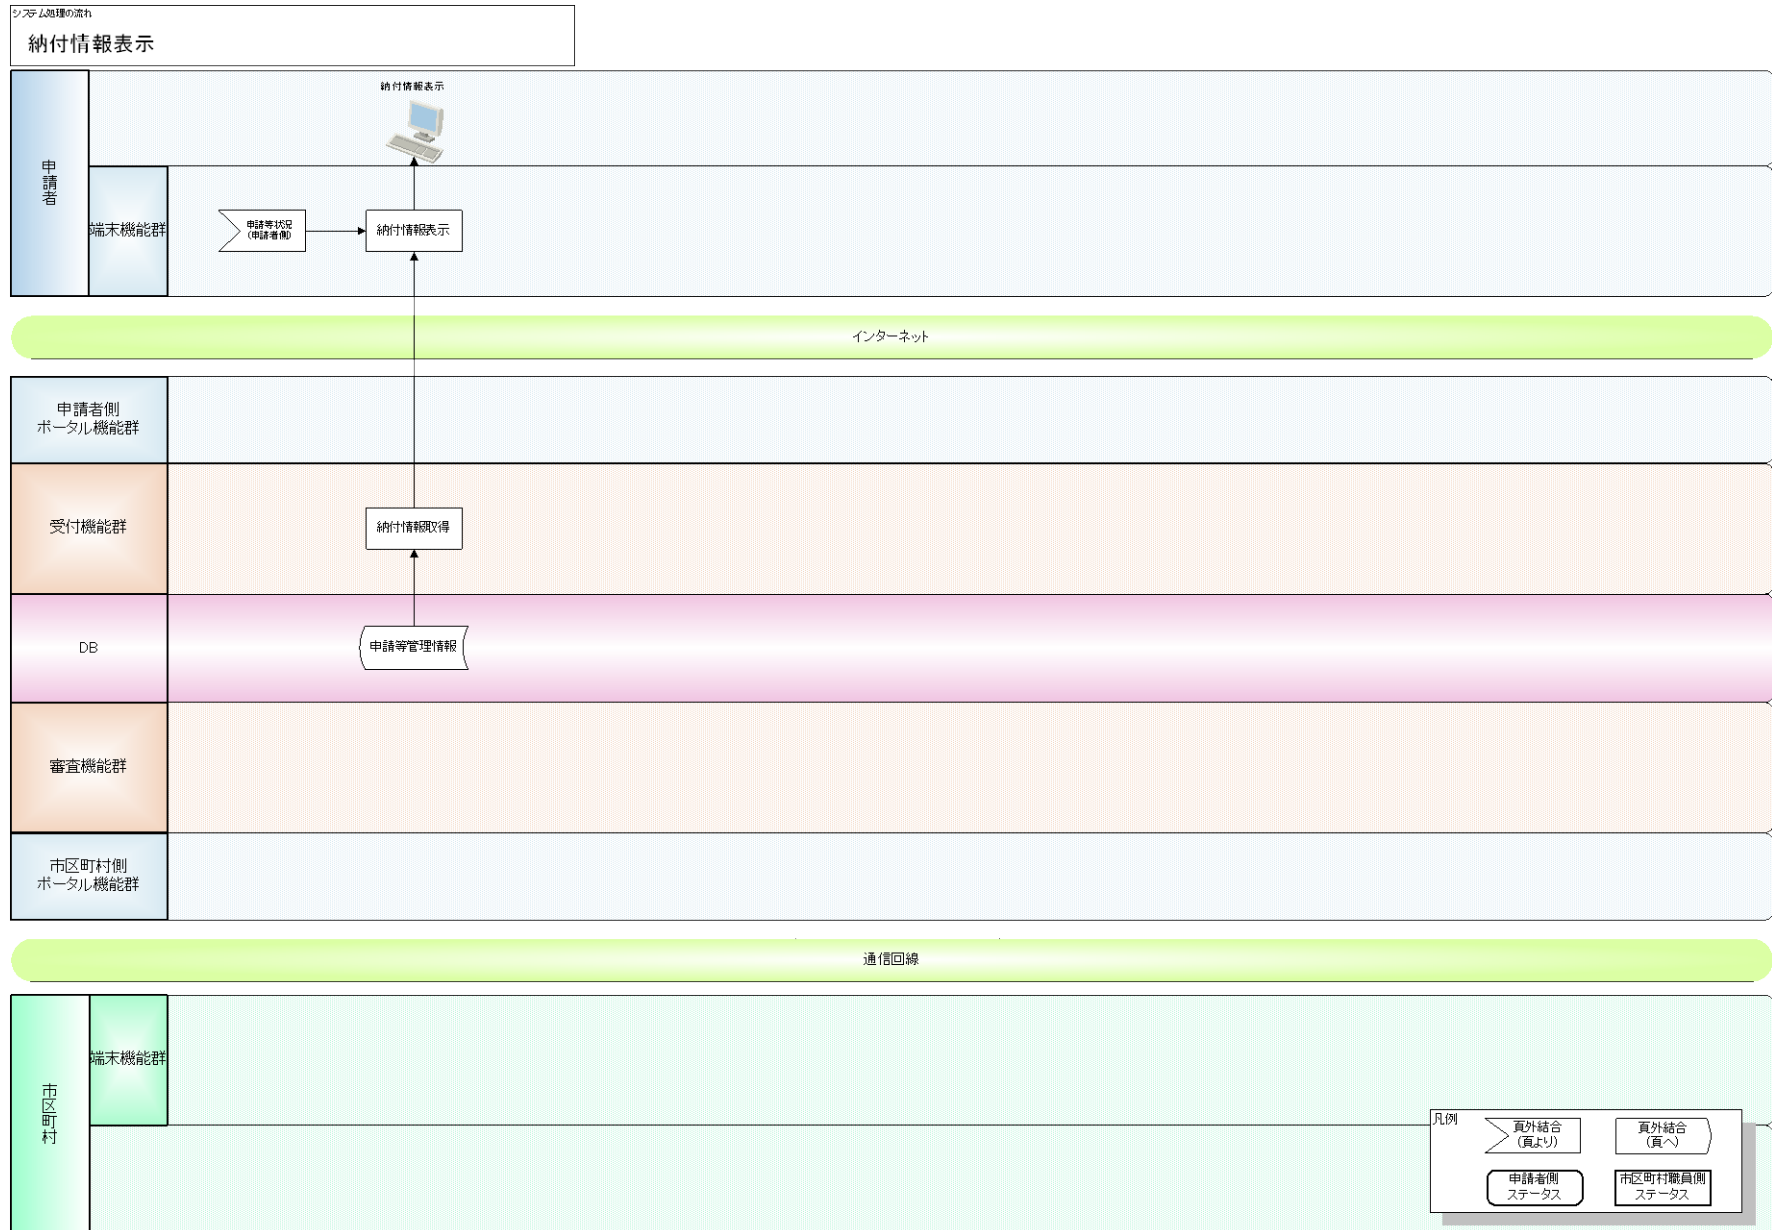 システム処理の流れ
納付情報表示
納付情報表示
申請者
端末機能群
申請等状況
(申請者側)
納付情報表示
インターネット
申請者側
ポータル機能群
受付機能群
納付情報取得
DB
申請等管理情報
審査機能群
市区町村側
ポータル機能群
通信回線
市区町村
端末機能群
凡例
頁外結合
(頁より)
頁外結合
(頁へ)
申請者側
ステータス
市区町村職員側
ステータス